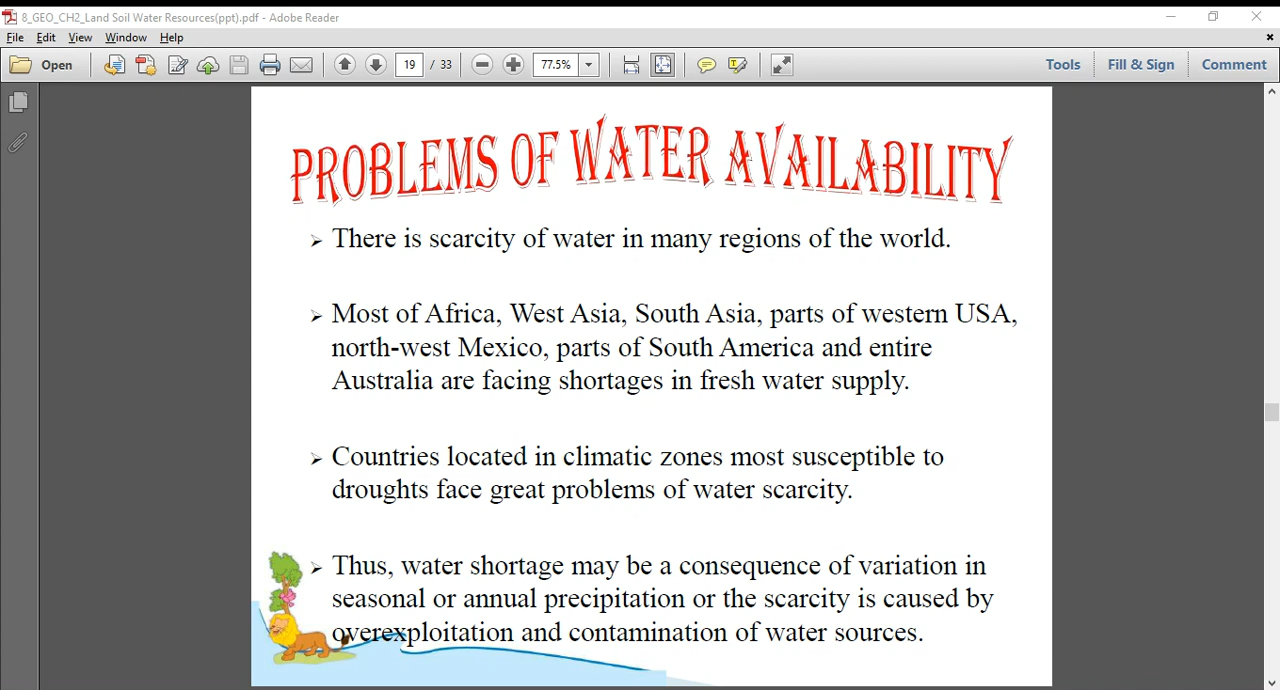 8_GEO_CH2_Land Soil Water Resources(ppt).pdf - Adobe Reader
File Edit View Window Help
Open 19 / 33 77.5% Tools Fill & Sign Comment
PROBLEMS OF WATER AVAILABILITY
➢ There is scarcity of water in many regions of the world.
➢ Most of Africa, West Asia, South Asia, parts of western USA,
north-west Mexico, parts of South America and entire
Australia are facing shortages in fresh water supply.
➢ Countries located in climatic zones most susceptible to
droughts face great problems of water scarcity.
➢ Thus, water shortage may be a consequence of variation in
seasonal or annual precipitation or the scarcity is caused by
overexploitation and contamination of water sources.